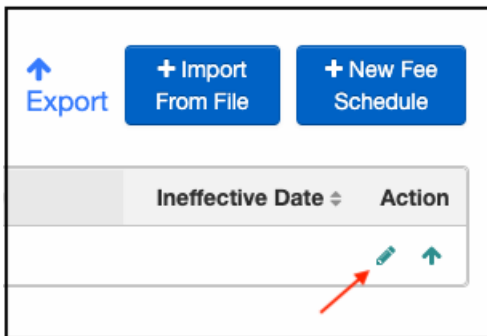 Export
+ Import
From File
+ New Fee
Schedule
Ineffective Date Action